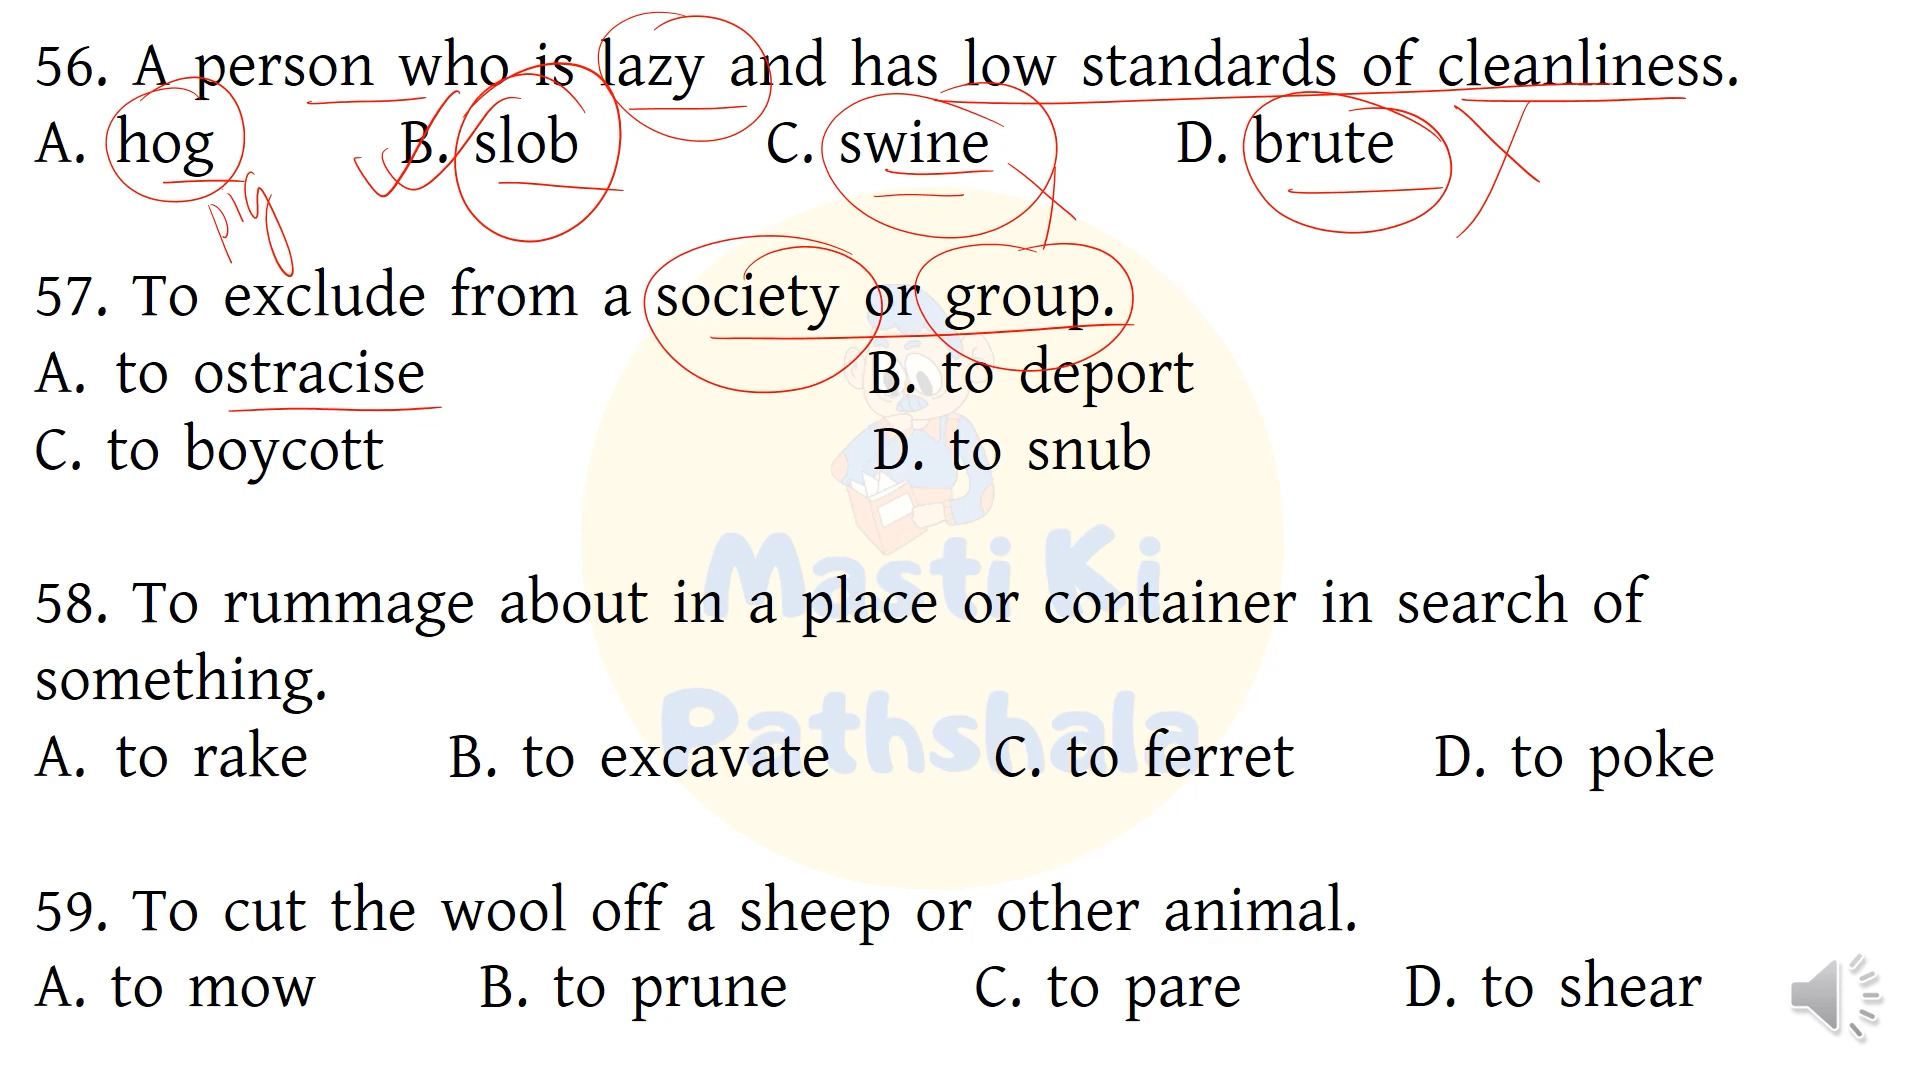 56. A person who is lazy and has low standards of cleanliness.
A. hog B. slob C. swine D. brute
pig
57. To exclude from a society or group.
A. to ostracise B. to deport
C. to boycott D. to snub
Masti Ki
58. To rummage about in a place or container in search of
something.
Pathshala
A. to rake B. to excavate C. to ferret D. to poke
59. To cut the wool off a sheep or other animal.
A. to mow B. to prune C. to pare D. to shear